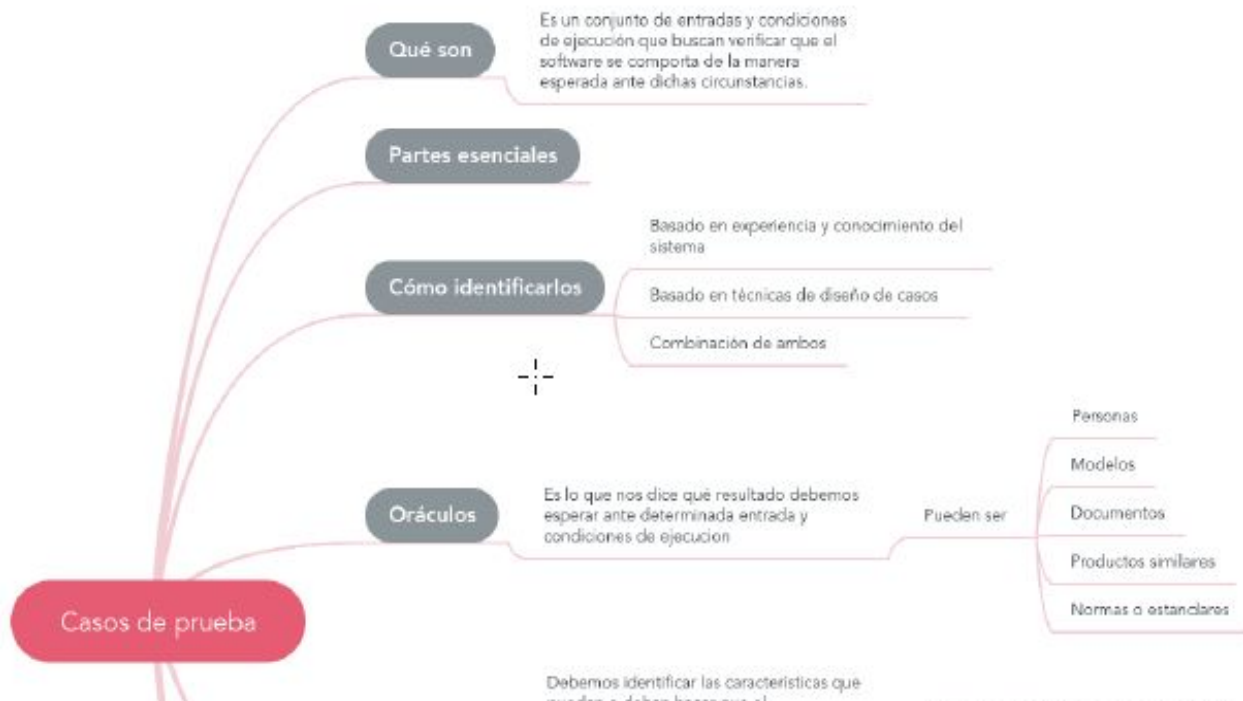 Qué son
Es un conjunto de entradas y condiciones
de ejecución que buscan verificar que el
software se comporta de la manera
esperada ante dichas circunstancias.
Partes esenciales
Cómo identificarlos
Basado en experiencia y conocimiento del
sistema
Basado en técnicas de diseño de casos
Combinación de ambos
Oráculos
Es lo que nos dice qué resultado debemos
esperar ante determinada entrada y
condiciones de ejecucion
Pueden ser
Personas
Modelos
Documentos
Productos similares
Normas o estanclares
Casos de prueba
Debemos identificar las características que